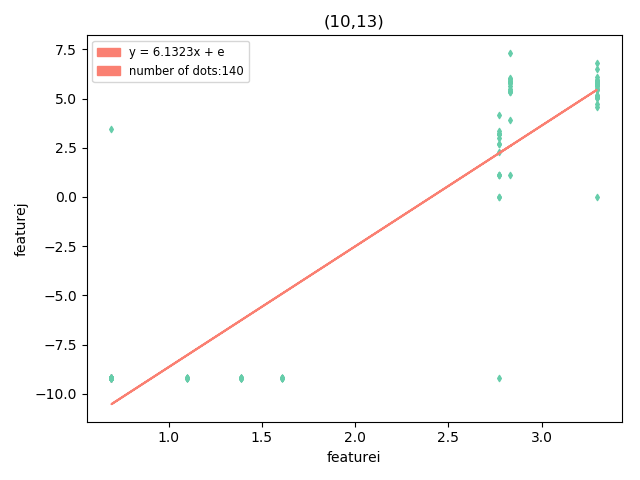 (10,13)
y = 6.1323x + e
number of dots:140
7.5
5.0
2.5
0.0
−2.5
−5.0
−7.5
−10.0
featurej
1.0 1.5 2.0 2.5 3.0
featurei